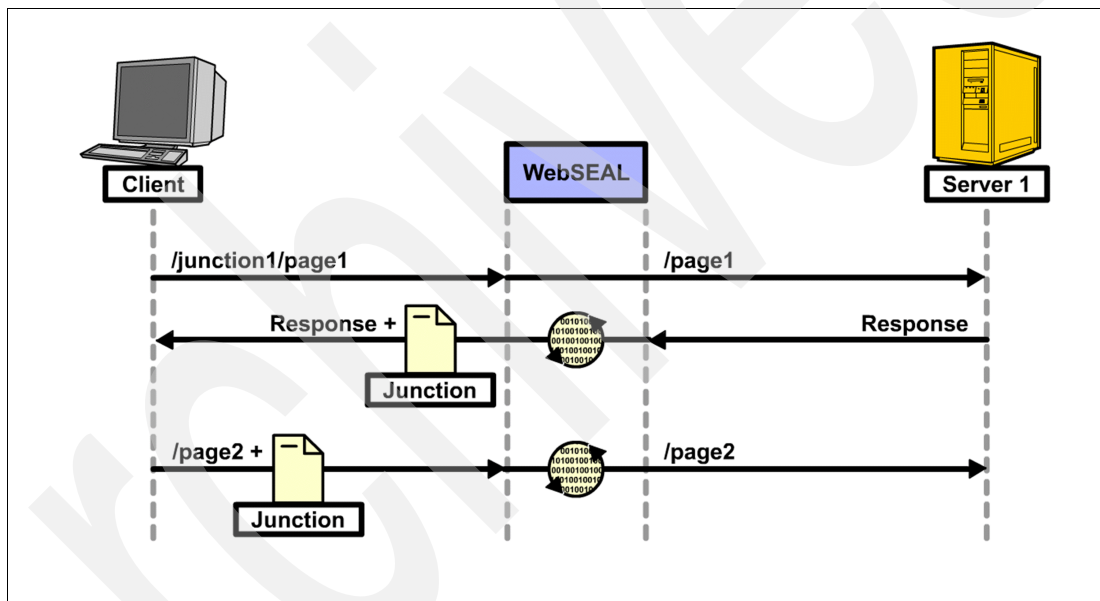 Client
WebSEAL
Server 1
/junction1/page1
/page1
Response +
Response
Junction
/page2 +
/page2
Junction